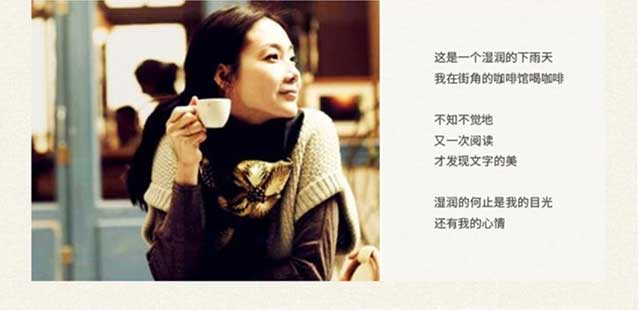 这是一个湿润的下雨天
我在街角的咖啡馆喝咖啡
不知不觉地
又一次阅读
才发现文字的美
湿润的何止是我的目光
还有我的心情